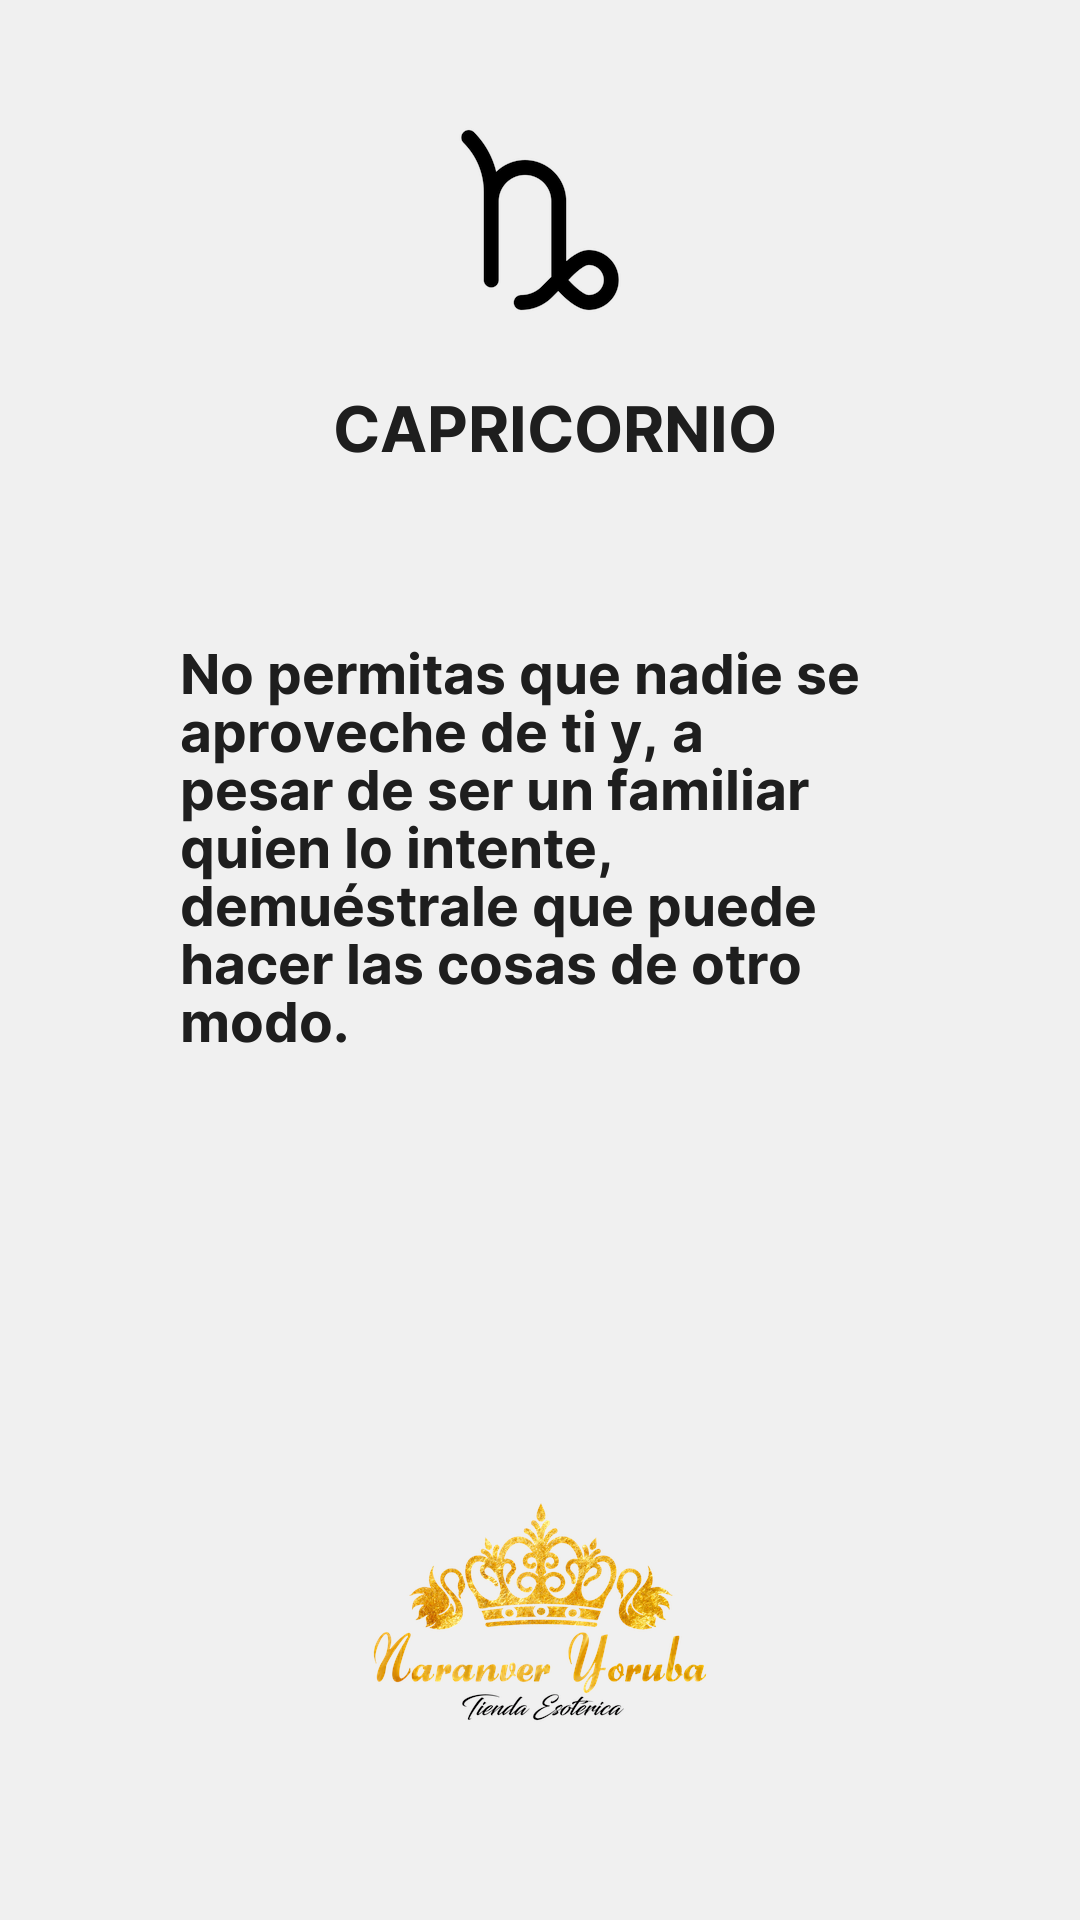 CAPRICORNIO
No permitas que nadie se
aproveche de ti y, a
pesar de ser un familiar
quien lo intente,
demuéstrale que puede
hacer las cosas de otro
modo.
Naranver Yoruba
Tienda Esotérica